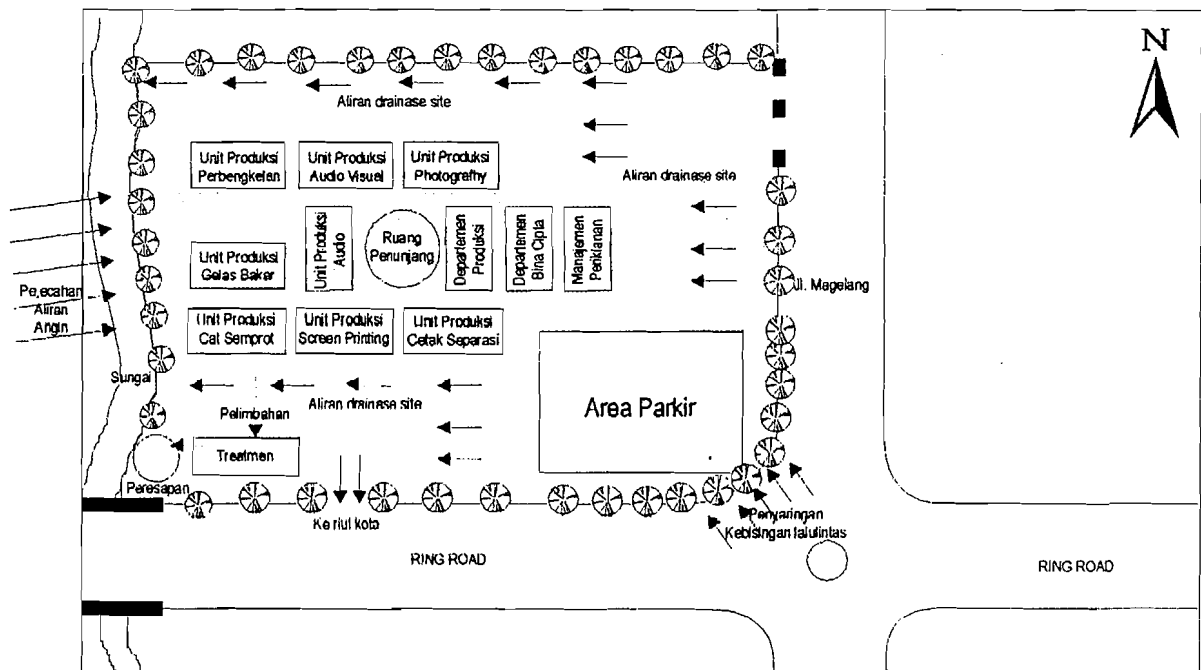 N
Aliran drainase site
Unit Produksi
Perbengkelan
Unit Produksi
Audio Visual
Unit Produksi
Photografhy
Aliran drainase site
Unit Produksi
Gelas Baker
Unit Produksi
Audio
Ruang
Penunjang
Departemen
Produksi
Departemen
Bina Cipta
Manajemen
Periklanan
Jl. Magelang
Pemecahan
Aliran
Angin
Unit Produksi
Cat Semprot
Unit Produksi
Screen Printing
Unit Produksi
Cetak Separasi
Sungai
Aliran drainase site
Area Parkir
Pelimbahan
Treatmen
Peresapan
Ke riul kota
Penyaringan
Kebisingan lalulintas
RING ROAD
RING ROAD